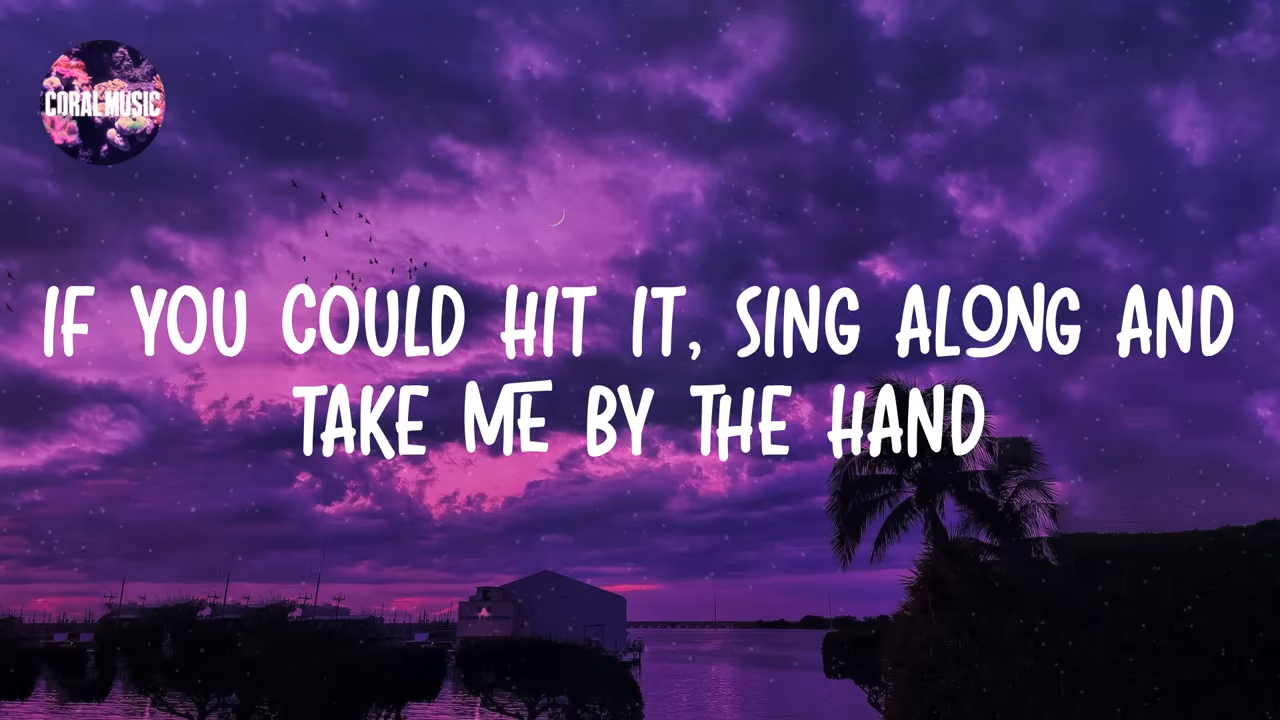 CORAL MUSIC
IF YOU COULD HIT IT, SING ALONG AND
TAKE ME BY THE HAND